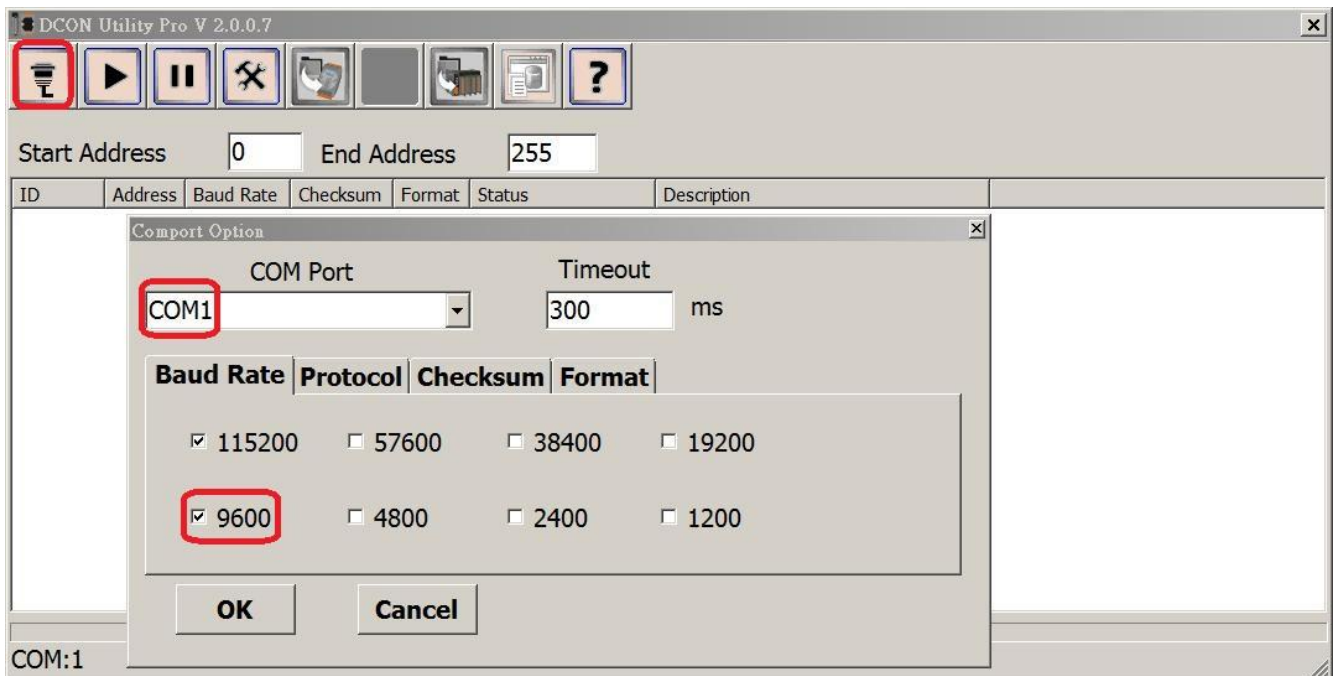 DCON Utility Pro V 2.0.0.7
?
Start Address 0 End Address 255
ID Address Baud Rate Checksum Format Status Description
Comport Option
COM Port Timeout
COM1 300 ms
Baud Rate Protocol Checksum Format
115200 57600 38400 19200
9600 4800 2400 1200
OK Cancel
COM:1